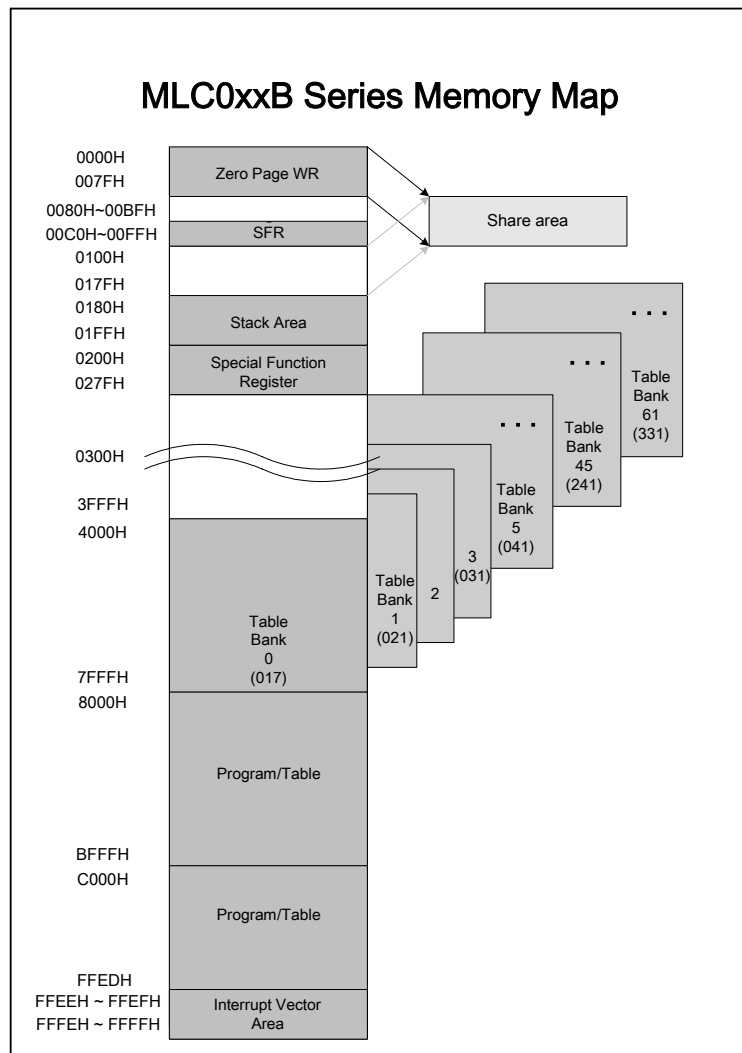 MLC0xxB Series Memory Map
0000H
007FH
0080H~00BFH
00C0H~00FFH
0100H
017FH
0180H
01FFH
0200H
027FH
0300H
3FFFH
4000H
7FFFH
8000H
BFFFH
C000H
FFEDH
FFEEH ~ FFEFH
FFFEH ~ FFFFH
Zero Page WR
SFR
Stack Area
Special Function
Register
Table
Bank
0
(017)
Program/Table
Program/Table
Interrupt Vector
Area
Share area
Table
Bank
1
(021)
2
3
(031)
. . .
Table
Bank
5
(041)
. . .
Table
Bank
45
(241)
. . .
Table
Bank
61
(331)